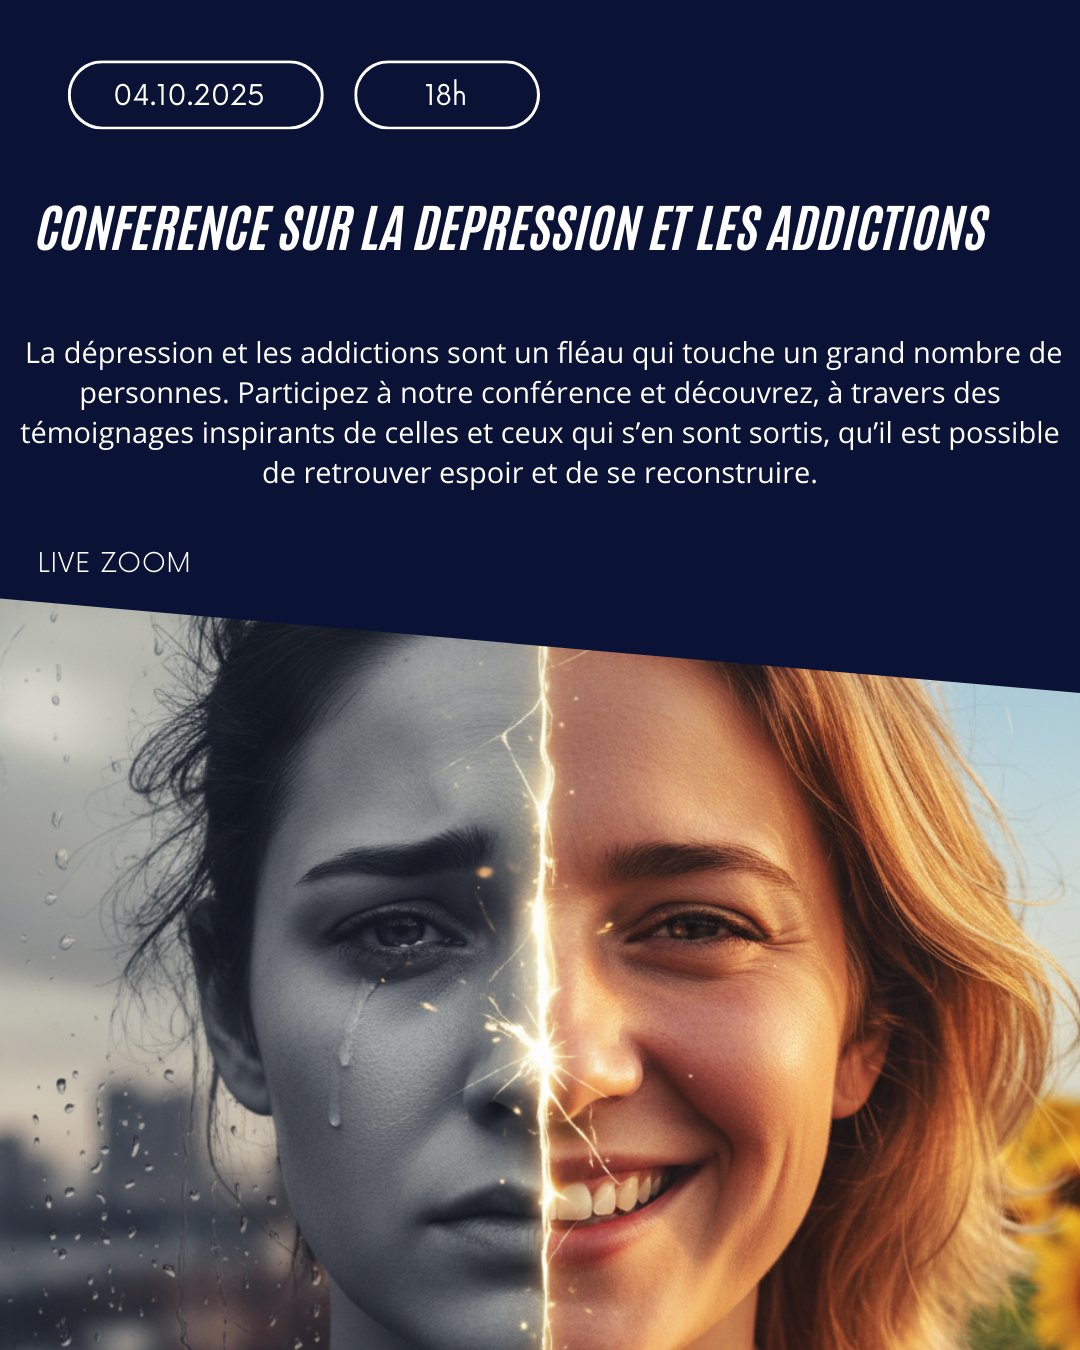 04.10.2025
18h
CONFERENCE SUR LA DEPRESSION ET LES ADDICTIONS
La dépression et les addictions sont un fléau qui touche un grand nombre de
personnes. Participez à notre conférence et découvrez, à travers des
témoignages inspirants de celles et ceux qui s’en sont sortis, qu’il est possible
de retrouver espoir et de se reconstruire.
LIVE ZOOM